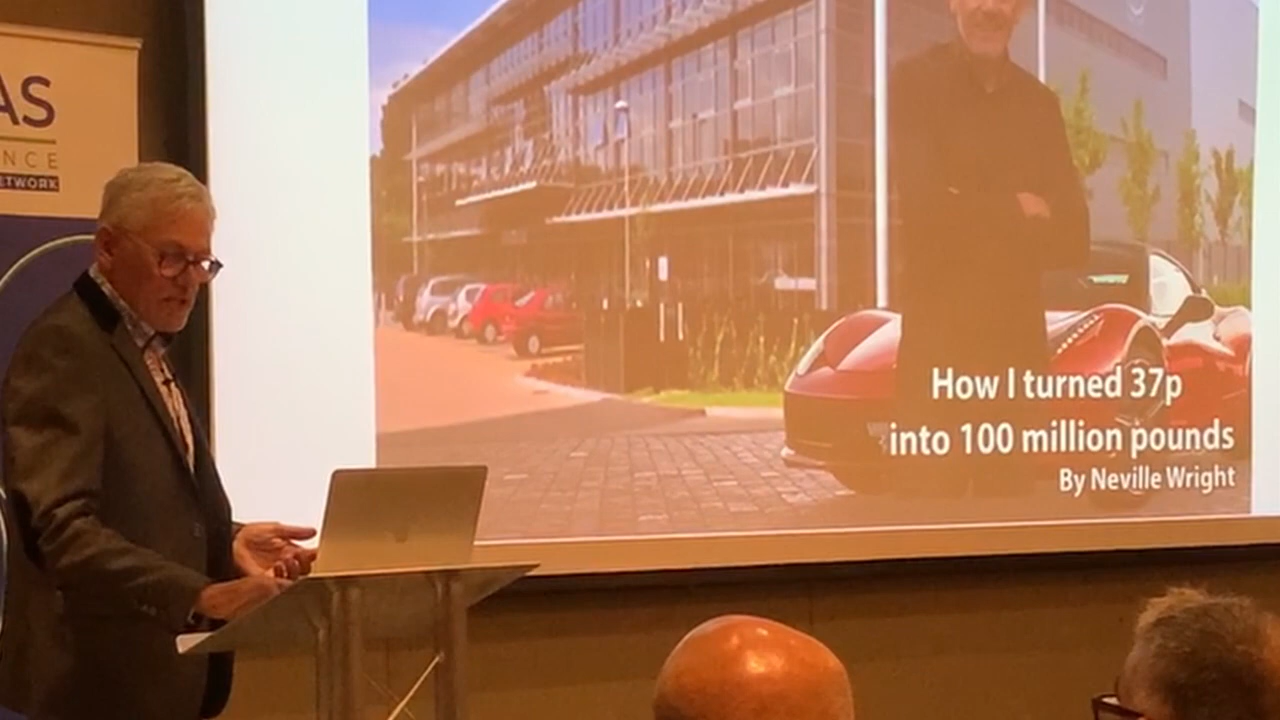 AS
NCE
ETWORK
How I turned 37p
into 100 million pounds
By Neville Wright